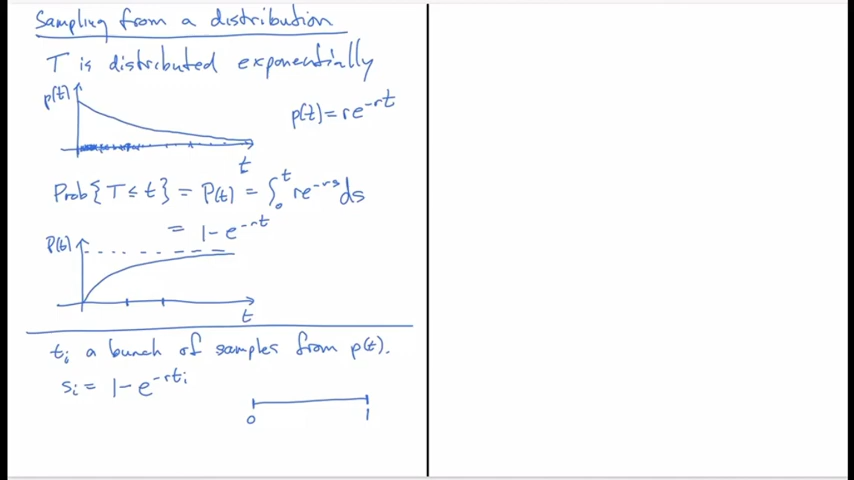 Sampling from a distribution
T is distributed exponentially
p(t)
p(t) = re^{-rt}
t
Prob{T ≤ t} = P(t) = ∫_0^t re^{-rs} ds
= 1 - e^{-rt}
P(t)
t
t_i a bunch of samples from p(t).
s_i = 1 - e^{-rt_i}
0 1